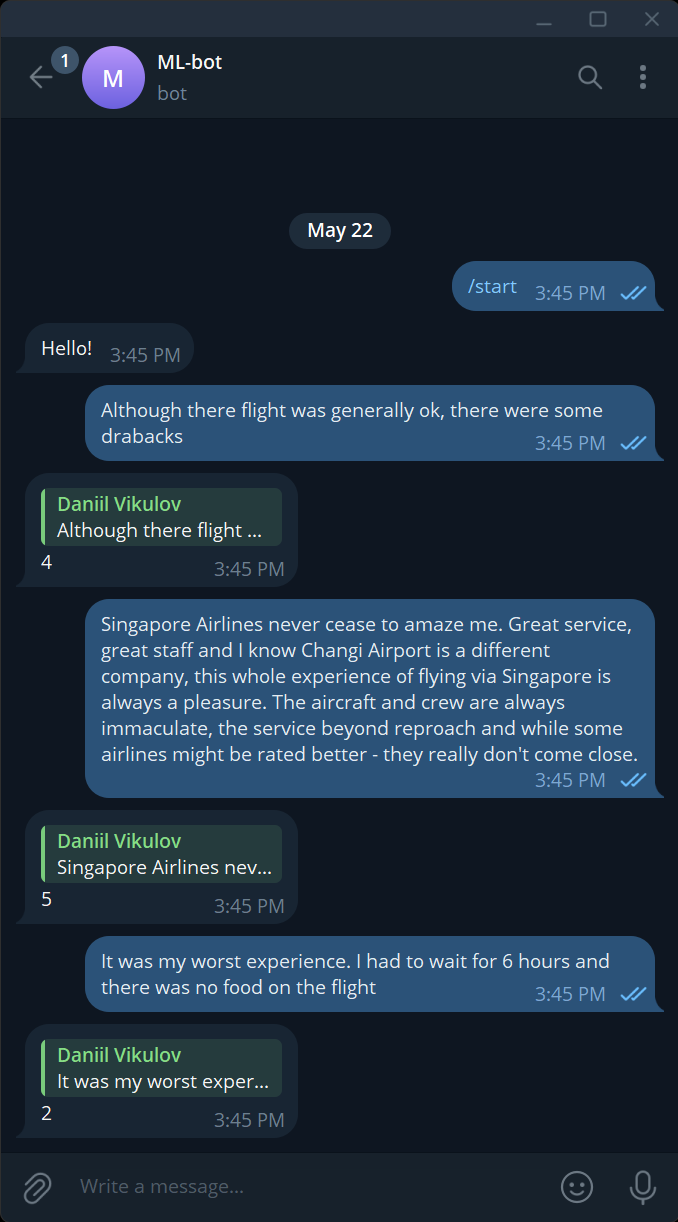 1
M
ML-bot
bot
May 22
/start 3:45 PM
Hello! 3:45 PM
Although there flight was generally ok, there were some
drabacks 3:45 PM
Daniil Vikulov
Although there flight ...
4 3:45 PM
Singapore Airlines never cease to amaze me. Great service,
great staff and I know Changi Airport is a different
company, this whole experience of flying via Singapore is
always a pleasure. The aircraft and crew are always
immaculate, the service beyond reproach and while some
airlines might be rated better - they really don't come close.
3:45 PM
Daniil Vikulov
Singapore Airlines nev...
5 3:45 PM
It was my worst experience. I had to wait for 6 hours and
there was no food on the flight 3:45 PM
Daniil Vikulov
It was my worst exper...
2 3:45 PM
Write a message...